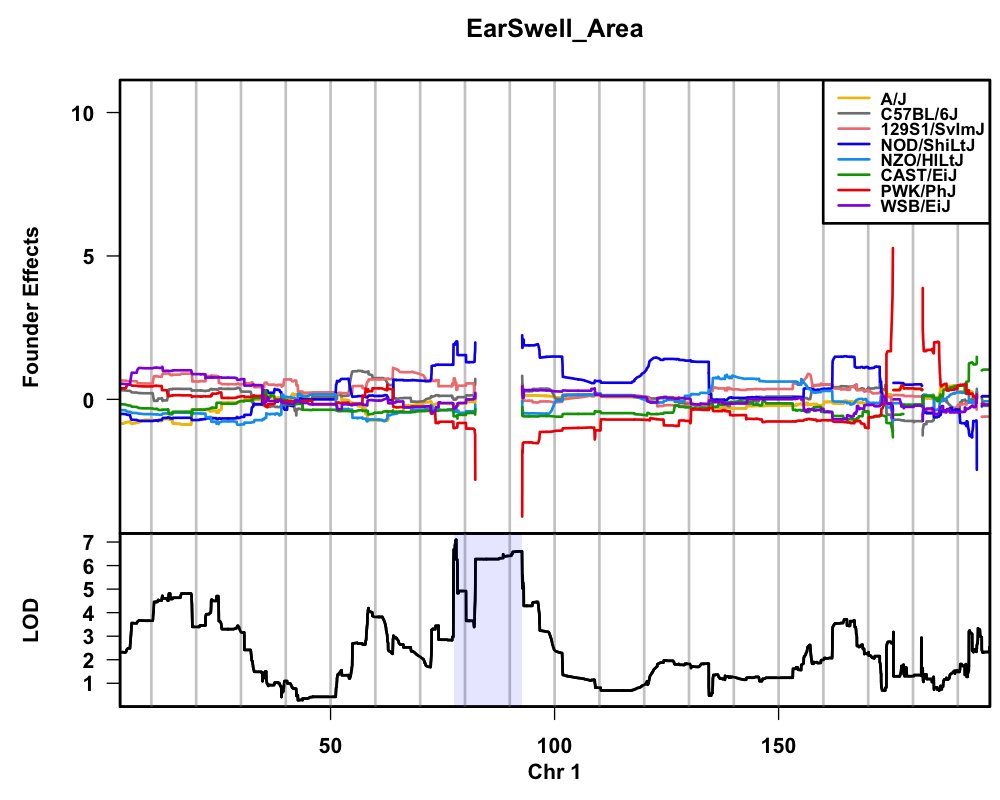 EarSwell_Area
10
5
0
Founder Effects
A/J
C57BL/6J
129S1/SvImJ
NOD/ShiLtJ
NZO/HlLtJ
CAST/EiJ
PWK/PhJ
WSB/EiJ
7
6
5
4
3
2
1
LOD
50
100
150
Chr 1